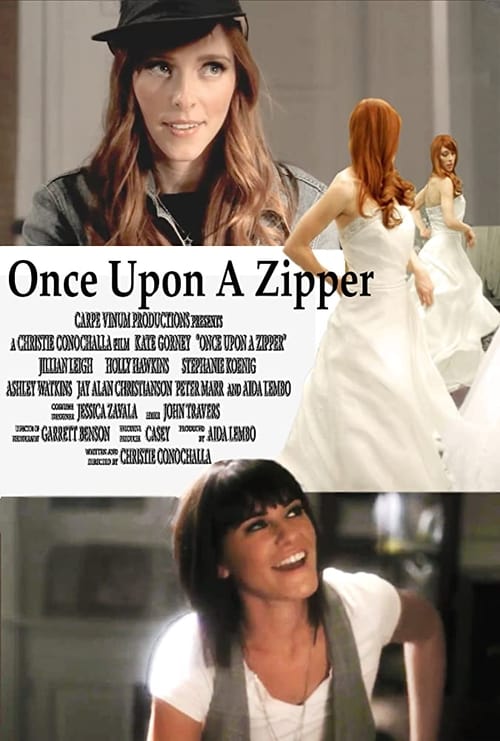 Once Upon A Zipper
CARPE VINUM PRODUCTIONS PRESENTS
A CHRISTIE CONOCHALLA FILM KATE GORNEY "ONCE UPON A ZIPPER"
JILLIAN LEIGH HOLLY HAWKINS STEPHANIE KOENIG
ASHLEY WATKINS JAY ALAN CHRISTIANSON PETER MARR AND AIDA LEMBO
COSTUME DESIGNER JESSICA ZAVALA JOHN TRAVERS
DIRECTOR OF PHOTOGRAPHY GARRETT BENSON EXECUTIVE PRODUCER CASEY PRODUCED BY AIDA LEMBO
WRITTEN AND DIRECTED BY CHRISTIE CONOCHALLA